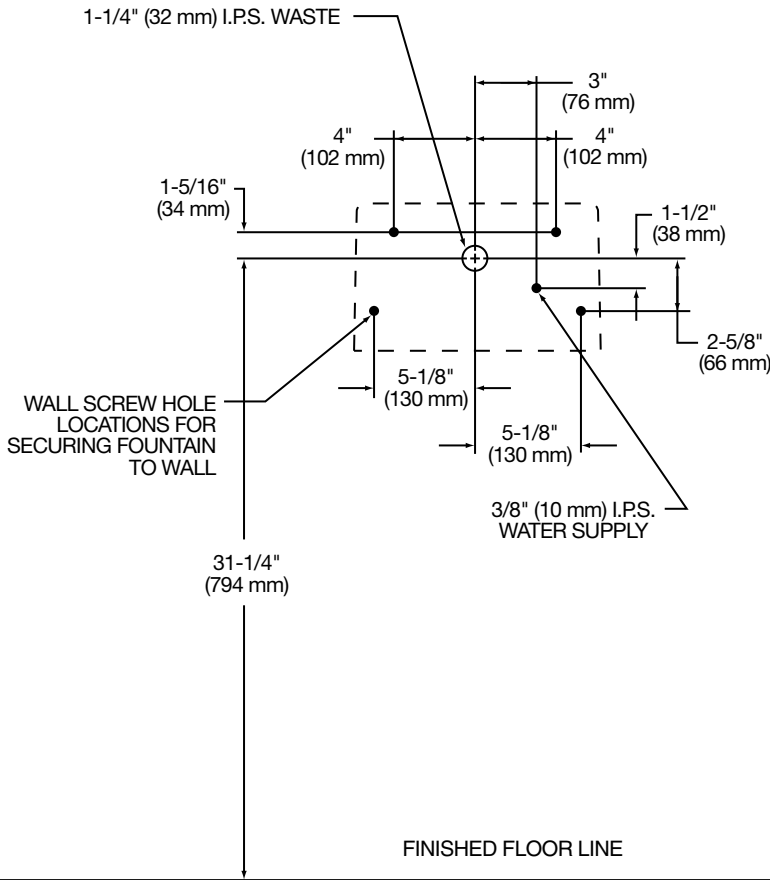 1-1/4" (32 mm) I.P.S. WASTE
3"
(76 mm)
4"
(102 mm)
4"
(102 mm)
1-5/16"
(34 mm)
1-1/2"
(38 mm)
2-5/8"
(66 mm)
5-1/8"
(130 mm)
WALL SCREW HOLE
LOCATIONS FOR
SECURING FOUNTAIN
TO WALL
5-1/8"
(130 mm)
3/8" (10 mm) I.P.S.
WATER SUPPLY
31-1/4"
(794 mm)
FINISHED FLOOR LINE